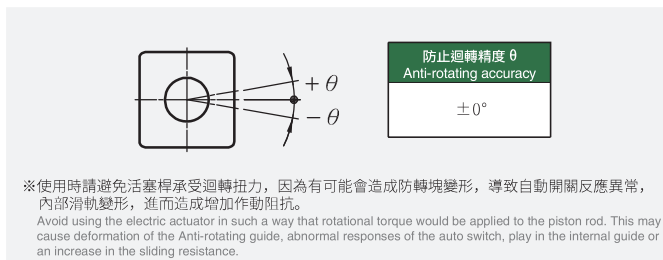 +θ
−θ
防止迴轉精度 θ
Anti-rotating accuracy
±0°
※使用時請避免活塞桿承受迴轉扭力，因為有可能會造成防轉塊變形，導致自動開關反應異常，
內部滑軌變形，進而造成增加作動阻抗。
Avoid using the electric actuator in such a way that rotational torque would be applied to the piston rod. This may
cause deformation of the Anti-rotating guide, abnormal responses of the auto switch, play in the internal guide or
an increase in the sliding resistance.